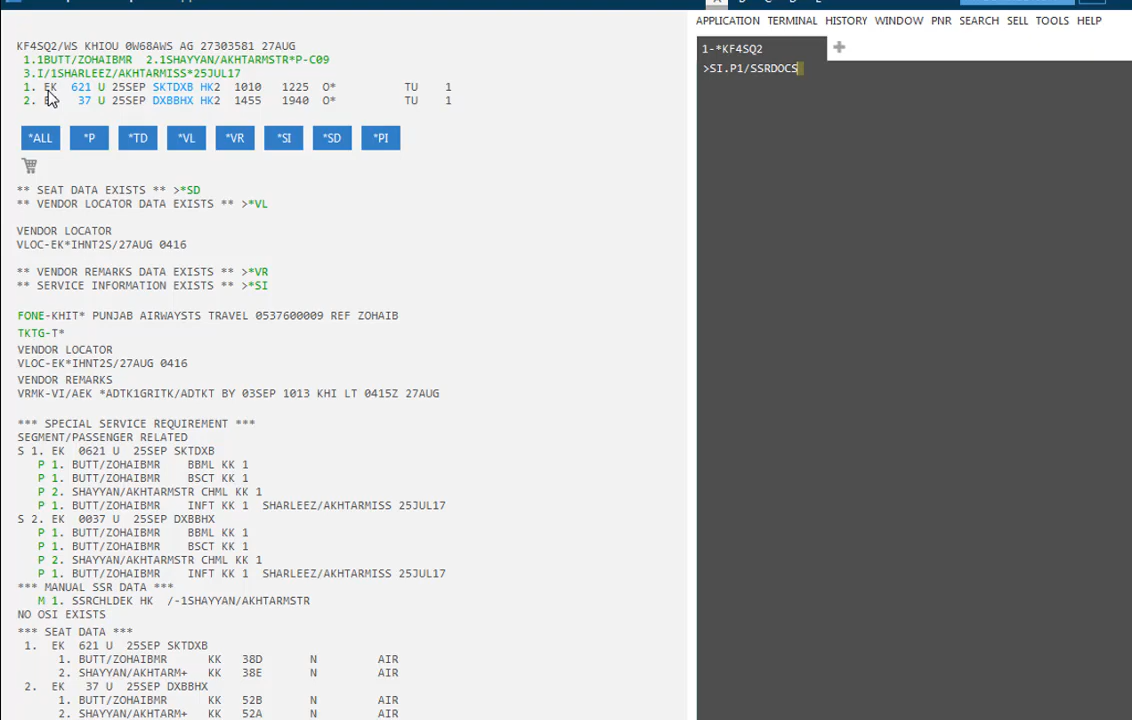 KF4SQ2/WS KHIOU 0W68AWS AG 27303581 27AUG
1.1BUTT/ZOHAIBMR 2.1SHAYYAN/AKHTARMSTR*P-C09
3.I/1SHARLEEZ/AKHTARMISS*25JUL17
1. EK 621 U 25SEP SKTDXB HK2 1010 1225 O* TU 1
2. 37 U 25SEP DXBBHX HK2 1455 1940 O* TU 1
*ALL *P *TD *VL *VR *SI *SD *PI
** SEAT DATA EXISTS ** >*SD
** VENDOR LOCATOR DATA EXISTS ** >*VL
VENDOR LOCATOR
VLOC-EK*IHNT2S/27AUG 0416
** VENDOR REMARKS DATA EXISTS ** >*VR
** SERVICE INFORMATION EXISTS ** >*SI
FONE-KHIT* PUNJAB AIRWAYSTS TRAVEL 0537600009 REF ZOHAIB
TKTG-T*
VENDOR LOCATOR
VLOC-EK*IHNT2S/27AUG 0416
VENDOR REMARKS
VRMK-VI/AEK *ADTK1GRITK/ADTKT BY 03SEP 1013 KHI LT 0415Z 27AUG
*** SPECIAL SERVICE REQUIREMENT ***
SEGMENT/PASSENGER RELATED
S 1. EK 0621 U 25SEP SKTDXB
P 1. BUTT/ZOHAIBMR BBML KK 1
P 1. BUTT/ZOHAIBMR BSCT KK 1
P 2. SHAYYAN/AKHTARMSTR CHML KK 1
P 1. BUTT/ZOHAIBMR INFT KK 1 SHARLEEZ/AKHTARMISS 25JUL17
S 2. EK 0037 U 25SEP DXBBHX
P 1. BUTT/ZOHAIBMR BBML KK 1
P 1. BUTT/ZOHAIBMR BSCT KK 1
P 2. SHAYYAN/AKHTARMSTR CHML KK 1
P 1. BUTT/ZOHAIBMR INFT KK 1 SHARLEEZ/AKHTARMISS 25JUL17
*** MANUAL SSR DATA ***
M 1. SSRCHLDEK HK /-1SHAYYAN/AKHTARMSTR
NO OSI EXISTS
*** SEAT DATA ***
1. EK 621 U 25SEP SKTDXB
1. BUTT/ZOHAIBMR KK 38D N AIR
2. SHAYYAN/AKHTARM+ KK 38E N AIR
2. EK 37 U 25SEP DXBBHX
1. BUTT/ZOHAIBMR KK 52B N AIR
2. SHAYYAN/AKHTARM+ KK 52A N AIR
APPLICATION TERMINAL HISTORY WINDOW PNR SEARCH SELL TOOLS HELP
1-*KF4SQ2
>SI.P1/SSRDOCS